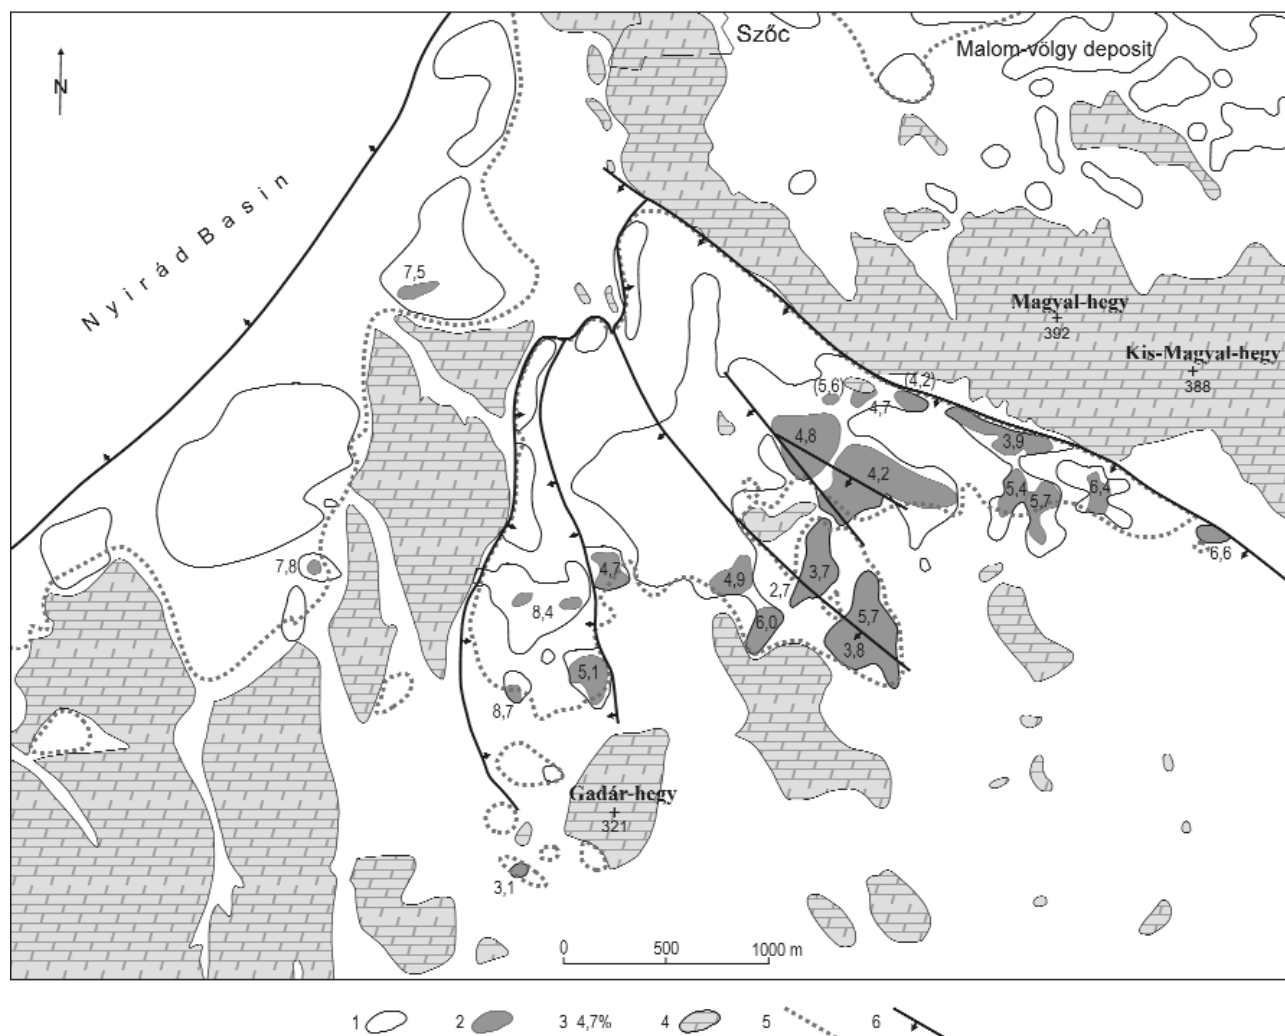 Szőc
Malom-völgy deposit
N
Nyirád Basin
7,5
Magyal-hegy
392
Kis-Magyal-hegy
388
(5,6)
(4,2)
4,7
4,8
3,9
4,2
5,4
5,7
6,4
6,6
7,8
4,7
4,9
3,7
2,7
8,4
6,0
5,7
3,8
5,1
8,7
Gadár-hegy
321
3,1
0 500 1000 m
1 2 3 4,7% 4 5 6